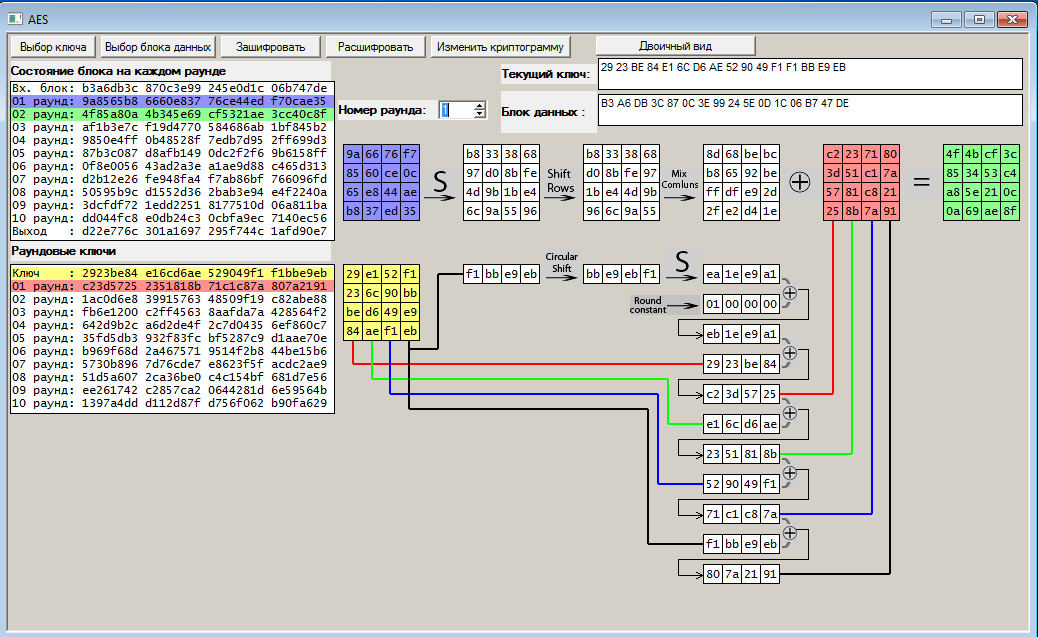 AES
Выбор ключа Выбор блока данных Зашифровать Расшифровать Изменить криптограмму Двоичный вид
Состояние блока на каждом раунде
Вх. блок: b3a6db3c 870c3e99 245e0d1c 06b747de
01 раунд: 9a8565b8 6660e837 76ce44ed f70cae35
02 раунд: 4f85a80a 4b345e69 cf5321ae 3cc40c8f
03 раунд: af1b3e7c f19d4770 584686ab 1bf845b2
04 раунд: 9850e4ff 0b48528f 7edb7d95 2ff699d3
05 раунд: 87b3c087 d8afb149 0dc2f2f6 9b6158ff
06 раунд: 0f8e0056 43ad2a3e a1ae9d88 c465d313
07 раунд: d2b12e26 fe948fa4 f7ab86bf 766096fd
08 раунд: 50595b9c d1552d36 2bab3e94 e4f2240a
09 раунд: 3dcfdf72 1edd2251 8177510d 06a811ba
10 раунд: dd044fc8 e0db24c3 0cbfa9ec 7140ec56
Выход : d22e776c 301a1697 295f744c 1afd90e7
Раундовые ключи
Ключ : 2923be84 e16cd6ae 529049f1 f1bbe9eb
01 раунд: c23d5725 2351818b 71c1c87a 807a2191
02 раунд: 1ac0d6e8 39915763 48509f19 c82abe88
03 раунд: fb6e1200 c2ff4563 8aafda7a 428564f2
04 раунд: 642d9b2c a6d2de4f 2c7d0435 6ef860c7
05 раунд: 35fd5db3 932f83fc bf5287c9 d1aae70e
06 раунд: b969f68d 2a467571 9514f2b8 44be15b6
07 раунд: 5730b896 7d76cde7 e8623f5f acdc2ae9
08 раунд: 51d5a607 2ca36be0 c4c154bf 681d7e56
09 раунд: ee261742 c2857ca2 0644281d 6e59564b
10 раунд: 1397a4dd d112d87f d756f062 b90fa629
Текущий ключ: 29 23 BE 84 E1 6C D6 AE 52 90 49 F1 F1 BB E9 EB
Номер раунда: 1
Блок данных : B3 A6 DB 3C 87 0C 3E 99 24 5E 0D 1C 06 B7 47 DE
9a 66 76 f7 b8 33 38 68 b8 33 38 68 8d 68 be bc c2 23 71 80 4f 4b cf 3c
85 60 ce 0c 97 d0 8b fe d0 8b fe 97 b8 65 92 be 3d 51 c1 7a 85 34 53 c4
65 e8 44 ae 4d 9b 1b e4 1b e4 4d 9b ff df e9 2d 57 81 c8 21 a8 5e 21 0c
b8 37 ed 35 6c 9a 55 96 96 6c 9a 55 2f e2 d4 1e 25 8b 7a 91 0a 69 ae 8f
S
Shift
Rows
Mix
Comluns
=
29 e1 52 f1
23 6c 90 bb
be d6 49 e9
84 ae f1 eb
f1 bb e9 eb
Circular
Shift
bb e9 eb f1
S
ea 1e e9 a1
Round
constant
01 00 00 00
eb 1e e9 a1
29 23 be 84
c2 3d 57 25
e1 6c d6 ae
23 51 81 8b
52 90 49 f1
71 c1 c8 7a
f1 bb e9 eb
80 7a 21 91